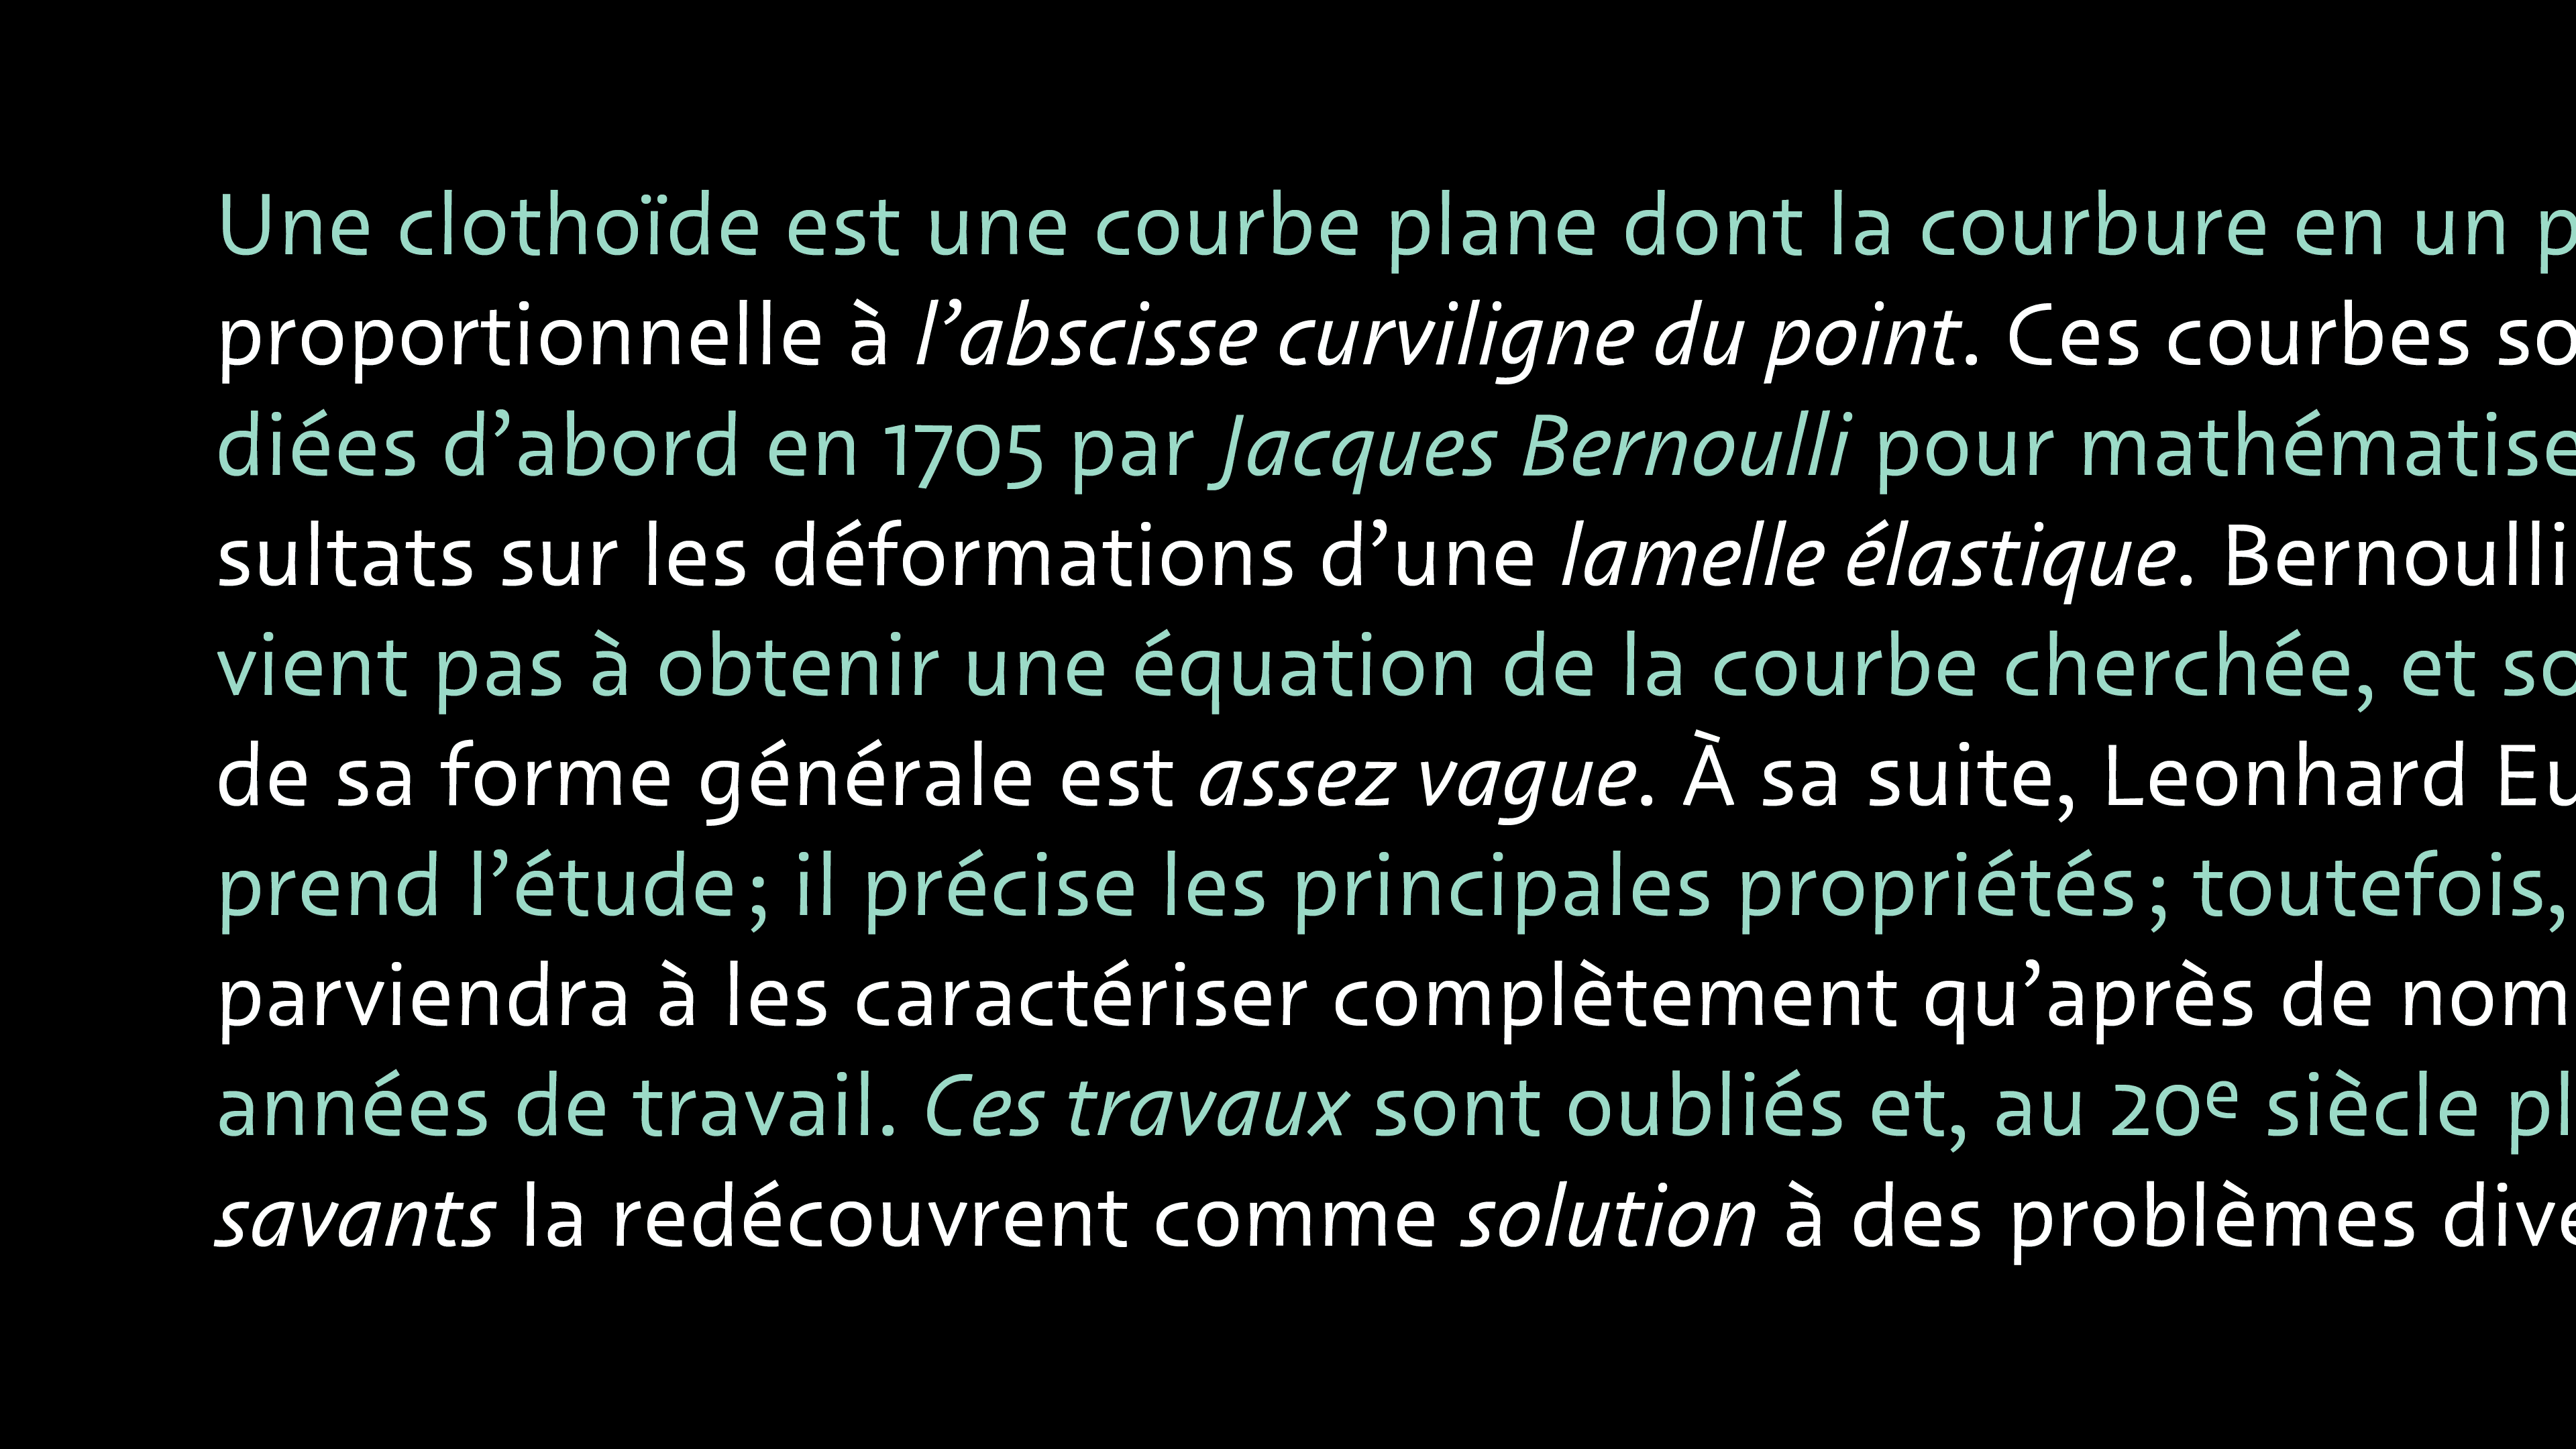 Une clothoïde est une courbe plane dont la courbure en un p
proportionnelle à l’abscisse curviligne du point. Ces courbes so
diées d’abord en 1705 par Jacques Bernoulli pour mathématise
sultats sur les déformations d’une lamelle élastique. Bernoulli
vient pas à obtenir une équation de la courbe cherchée, et so
de sa forme générale est assez vague. À sa suite, Leonhard Eu
prend l’étude ; il précise les principales propriétés ; toutefois,
parviendra à les caractériser complètement qu’après de nom
années de travail. Ces travaux sont oubliés et, au 20e siècle pl
savants la redécouvrent comme solution à des problèmes dive